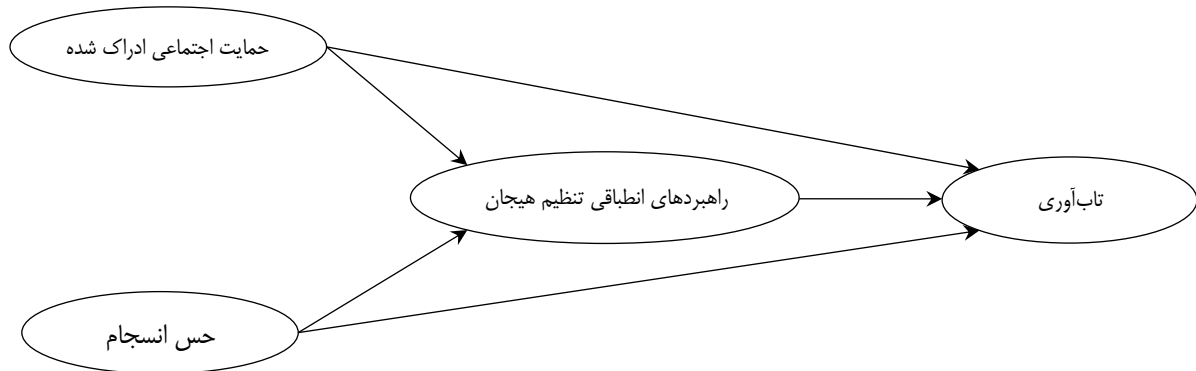 حمایت اجتماعی ادراک شده
راهبردهای انطباقی تنظیم هیجان
تاب‌آوری
حس انسجام